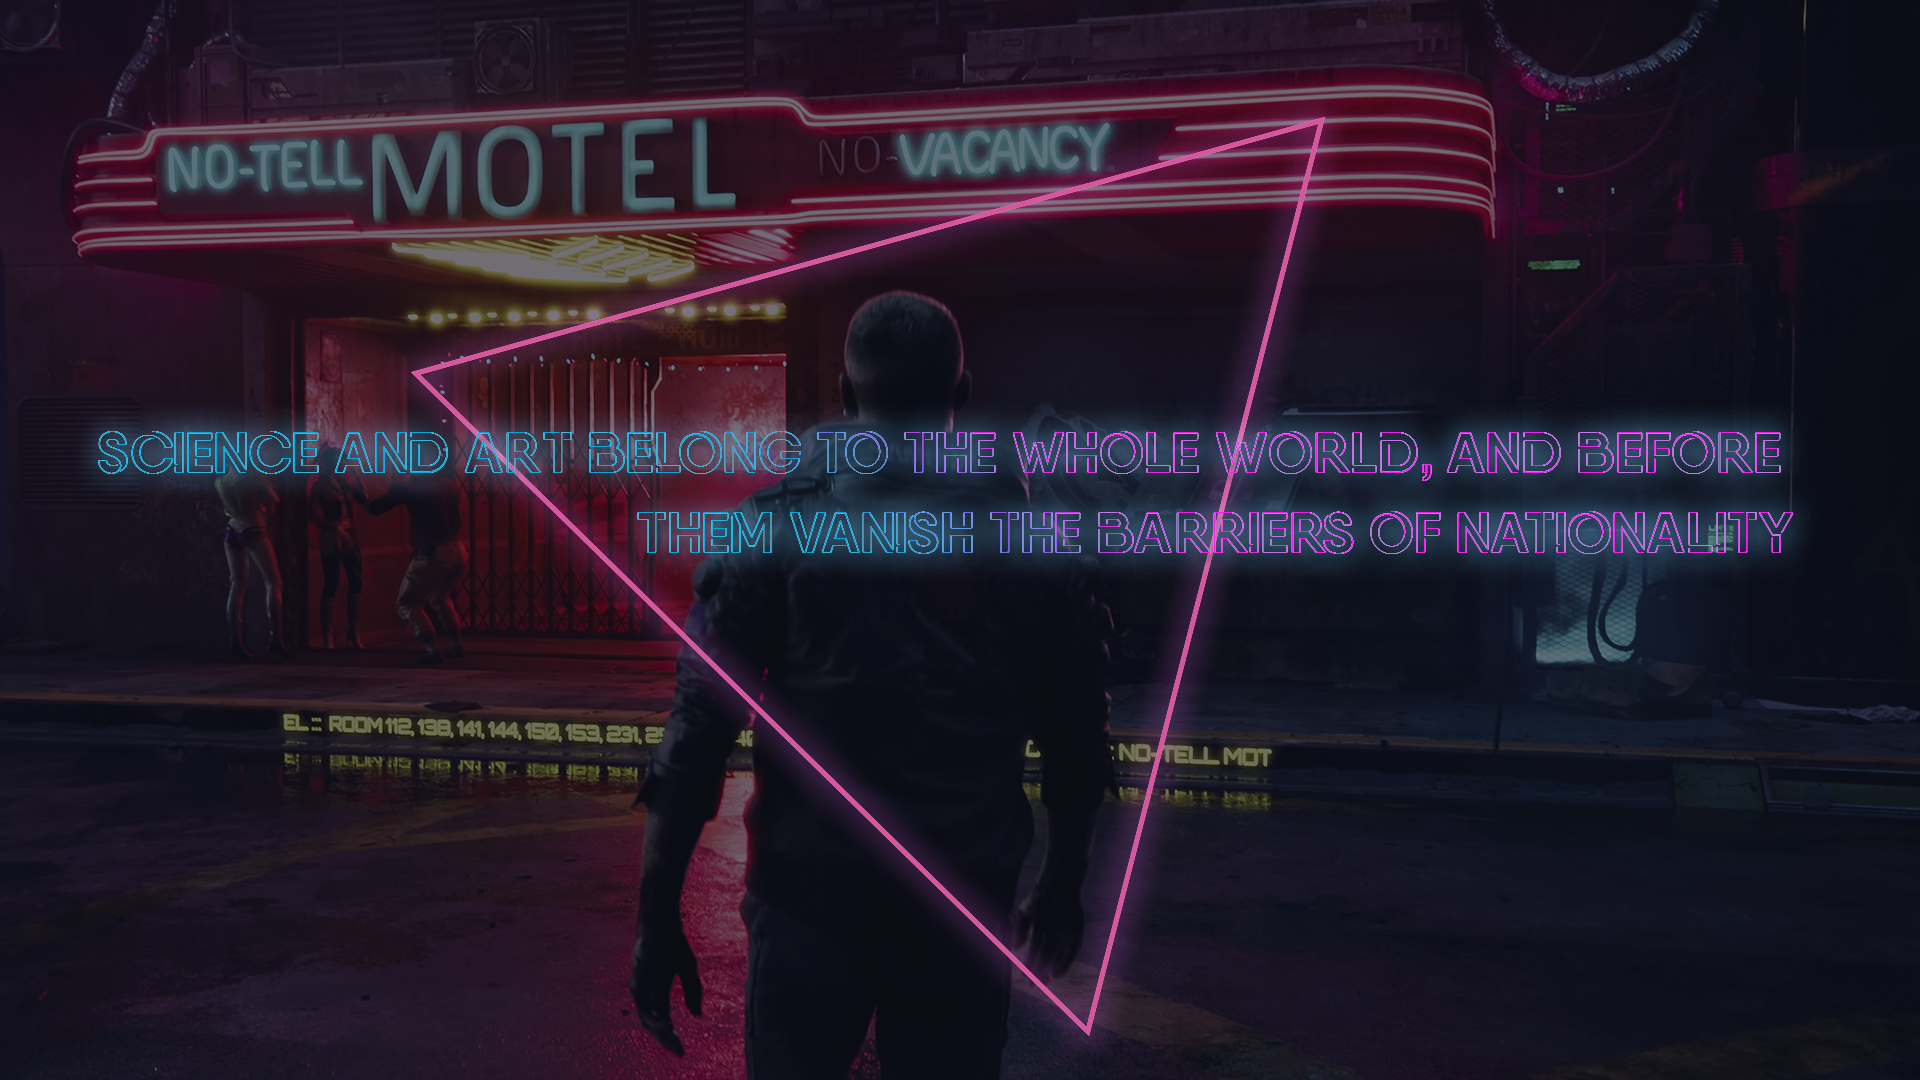 NO-TELL MOTEL NO-VACANCY
SCIENCE AND ART BELONG TO THE WHOLE WORLD, AND BEFORE
THEM VANISH THE BARRIERS OF NATIONALITY
EL :: ROOM 112, 138, 141, 144, 150, 153, 231, : NO-TELL MOT